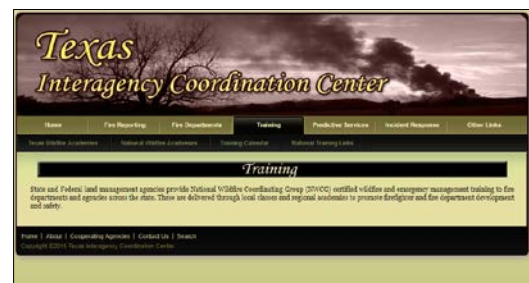 Texas
Interagency Coordination Center
Home Fire Reporting Fire Departments Training Predictive Services Incident Response Other Links
Texas Wildfire Academies National Wildfire Academies Training Calendar National Training Links
Training
State and Federal land management agencies provide National Wildfire Coordinating Group (NWCG) certified wildfire and emergency management training to fire
departments and agencies across the state. These are delivered through local classes and regional academies to promote firefighter and fire department development
and safety.
Home | About | Cooperating Agencies | Contact Us | Search
Copyright ©2015 Texas Interagency Coordination Center